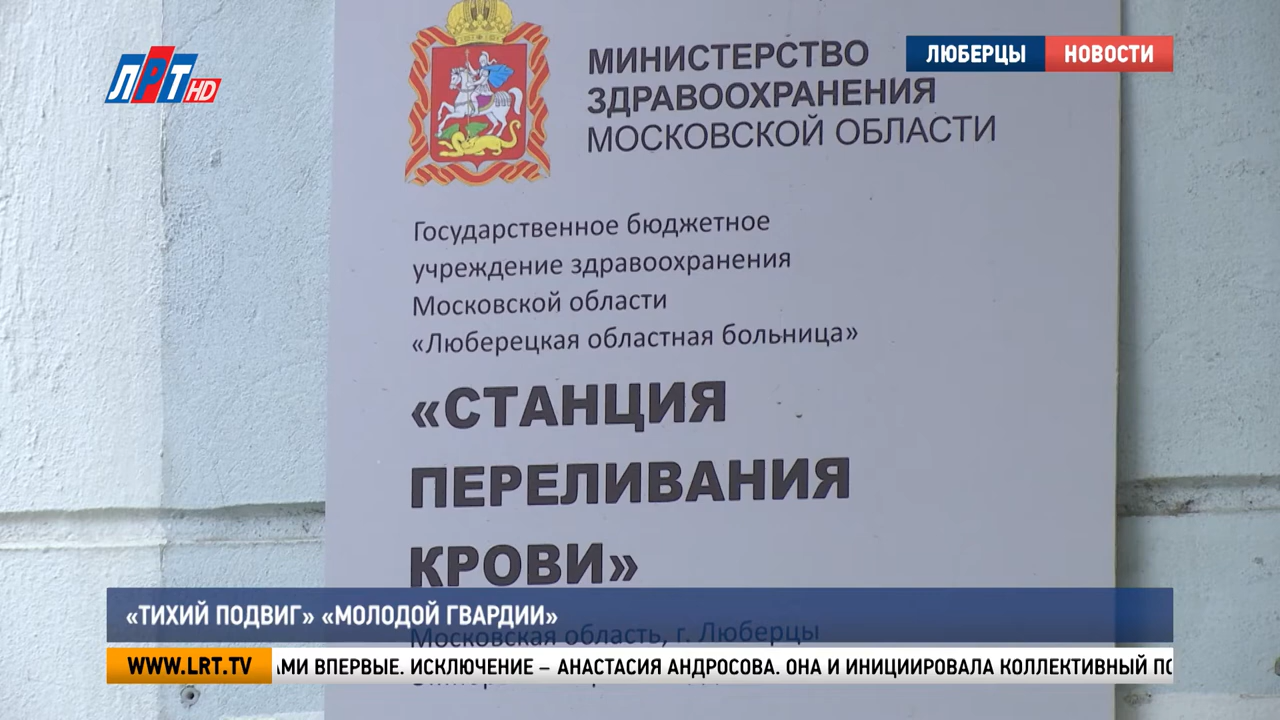 ЛРТ HD
ЛЮБЕРЦЫ НОВОСТИ
МИНИСТЕРСТВО
ЗДРАВООХРАНЕНИЯ
МОСКОВСКОЙ ОБЛАСТИ
Государственное бюджетное
учреждение здравоохранения
Московской области
«Люберецкая областная больница»
«СТАНЦИЯ
ПЕРЕЛИВАНИЯ
КРОВИ»
«ТИХИЙ ПОДВИГ» «МОЛОДОЙ ГВАРДИИ»
Московская область, г. Люберцы
WWW.LRT.TV АМИ ВПЕРВЫЕ. ИСКЛЮЧЕНИЕ – АНАСТАСИЯ АНДРОСОВА. ОНА И ИНИЦИИРОВАЛА КОЛЛЕКТИВНЫЙ ПО